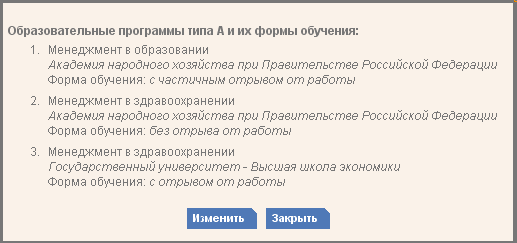 Образовательные программы типа А и их формы обучения:
1. Менеджмент в образовании
Академия народного хозяйства при Правительстве Российской Федерации
Форма обучения: с частичным отрывом от работы
2. Менеджмент в здравоохранении
Академия народного хозяйства при Правительстве Российской Федерации
Форма обучения: без отрыва от работы
3. Менеджмент в здравоохранении
Государственный университет - Высшая школа экономики
Форма обучения: с отрывом от работы
Изменить Закрыть